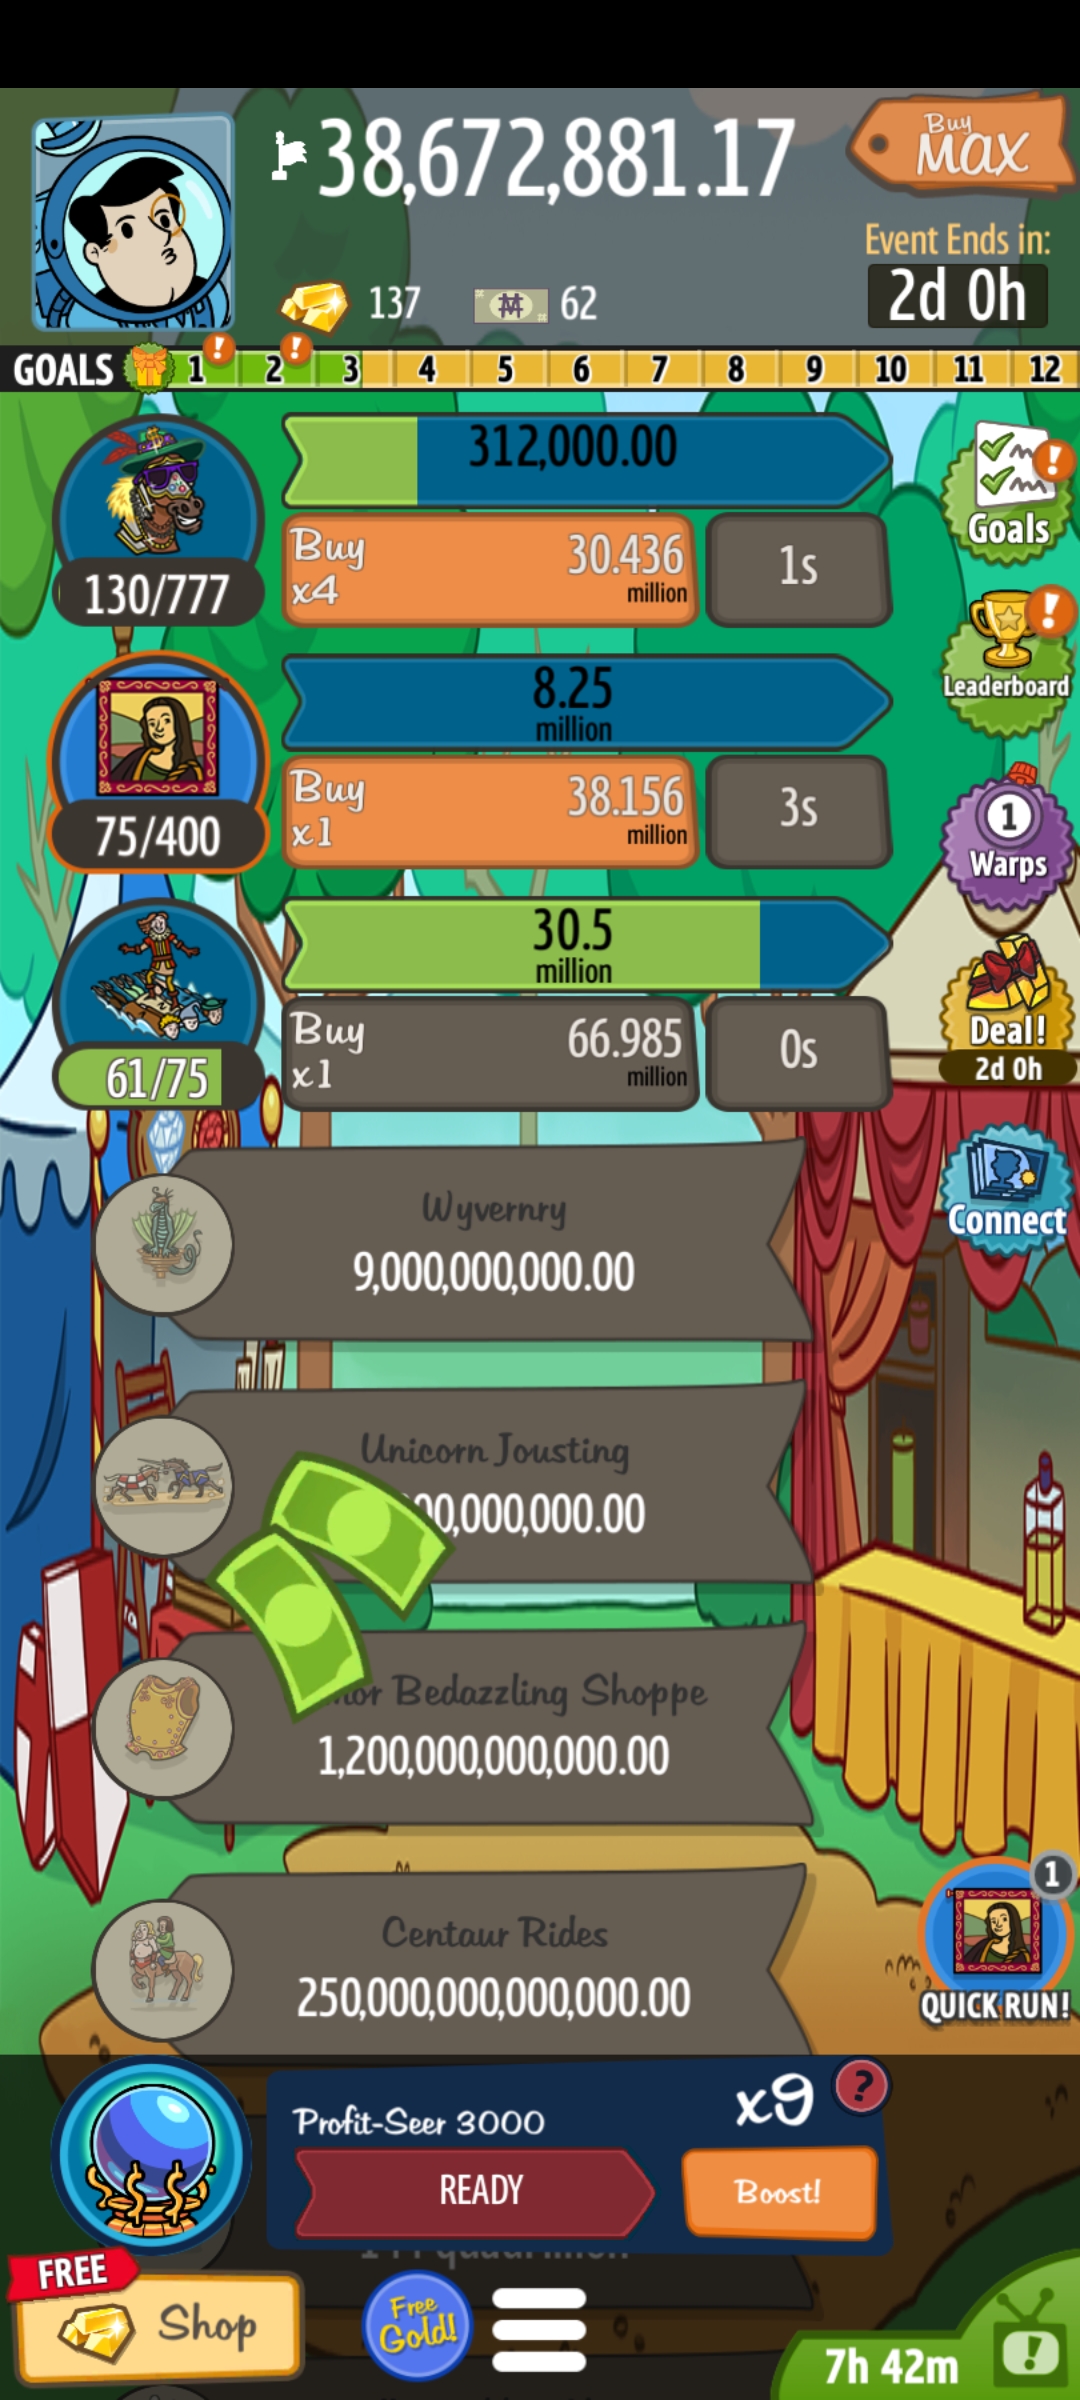 38,672,881.17
Buy
MAX
Event Ends in:
2d 0h
137
62
GOALS 1 2 3 4 5 6 7 8 9 10 11 12
312,000.00
Buy
x4
30.436
million
1s
130/777
Goals
8.25
million
Leaderboard
Buy
x1
38.156
million
3s
75/400
1
Warps
30.5
million
Buy
x1
66.985
million
0s
61/75
Deal!
2d 0h
Connect
Wyvernry
9,000,000,000.00
Unicorn Jousting
00,000,000.00
Bedazzling Shoppe
1,200,000,000,000.00
Centaur Rides
250,000,000,000,000.00
1
QUICK RUN!
Profit-Seer 3000
x9
?
READY
Boost!
FREE
Shop
Free
Gold!
7h 42m